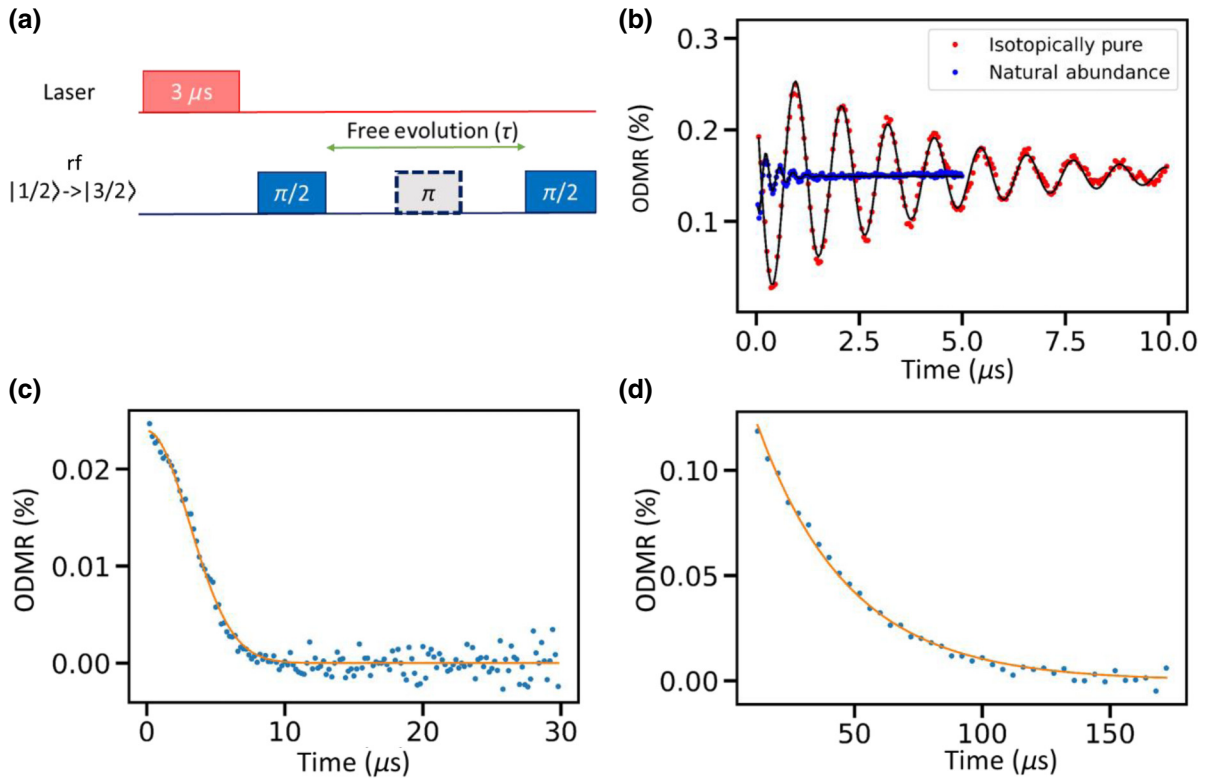 (a)
Laser
3 μs
Free evolution (τ)
rf
|1/2⟩->|3/2⟩
π/2
π
π/2
(b)
ODMR (%)
0.3
0.2
0.1
Isotopically pure
Natural abundance
0.0 2.5 5.0 7.5 10.0
Time (μs)
(c)
ODMR (%)
0.02
0.01
0.00
0 10 20 30
Time (μs)
(d)
ODMR (%)
0.10
0.05
0.00
50 100 150
Time (μs)